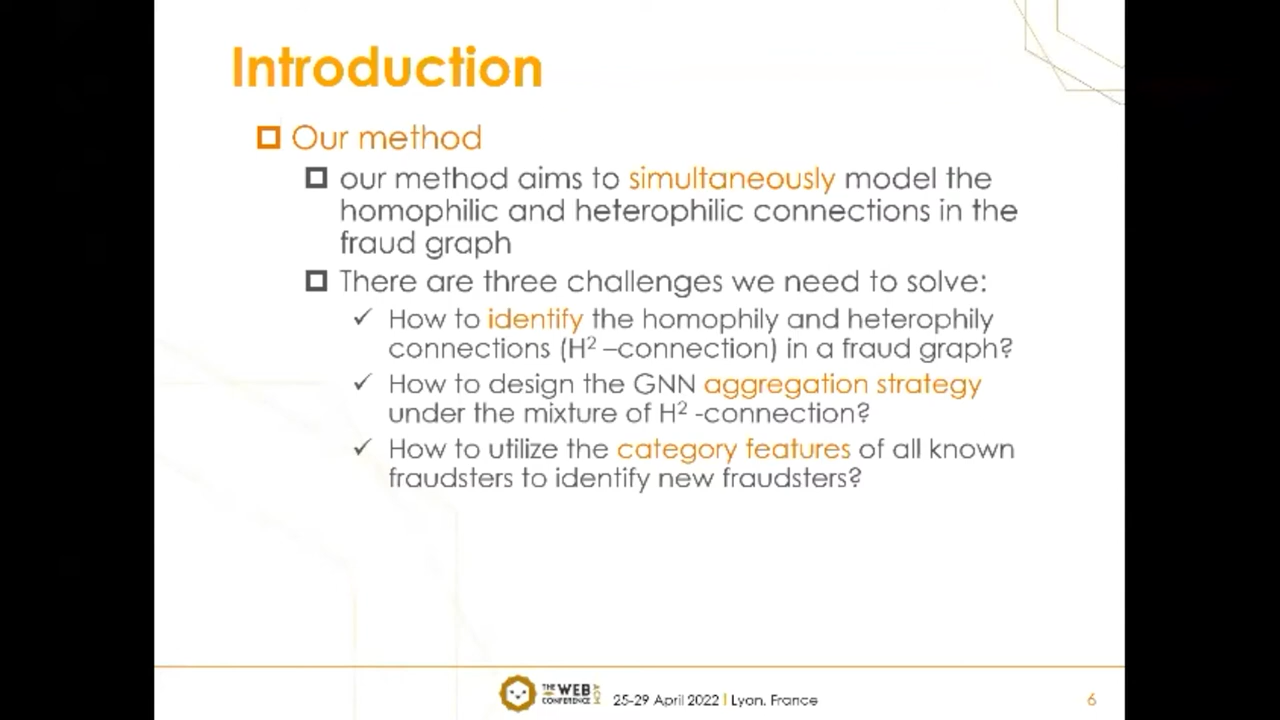 Introduction
Our method
our method aims to simultaneously model the
homophilic and heterophilic connections in the
fraud graph
There are three challenges we need to solve:
How to identify the homophily and heterophily
connections (H² –connection) in a fraud graph?
How to design the GNN aggregation strategy
under the mixture of H² -connection?
How to utilize the category features of all known
fraudsters to identify new fraudsters?
THE WEB CONFERENCE ACM
25-29 April 2022 | Lyon, France
6